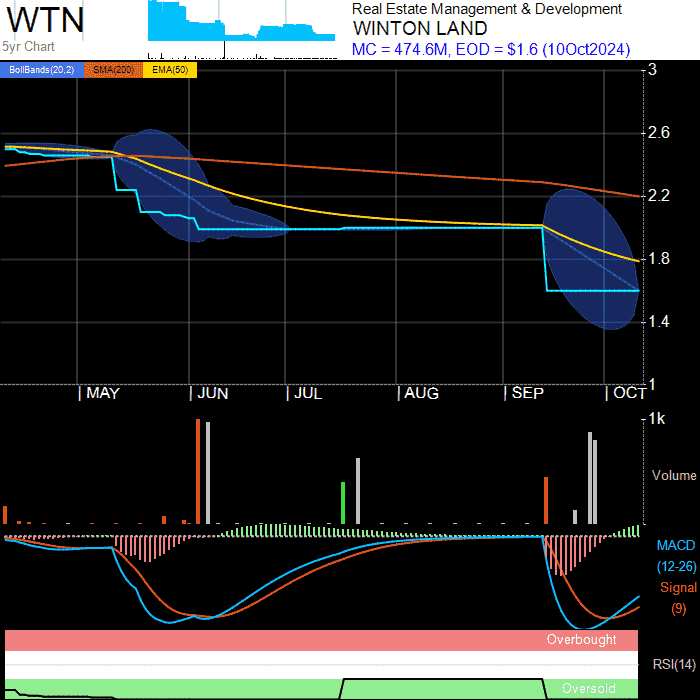 WTN
5yr Chart
Real Estate Management & Development
WINTON LAND
MC = 474.6M, EOD = $1.6 (10Oct2024)
BollBands(20,2) SMA(200) EMA(50)
3
2.6
2.2
1.8
1.4
1
| MAY | JUN | JUL | AUG | SEP | OCT
1k
Volume
MACD
(12-26)
Signal
(9)
Overbought
RSI(14)
Oversold